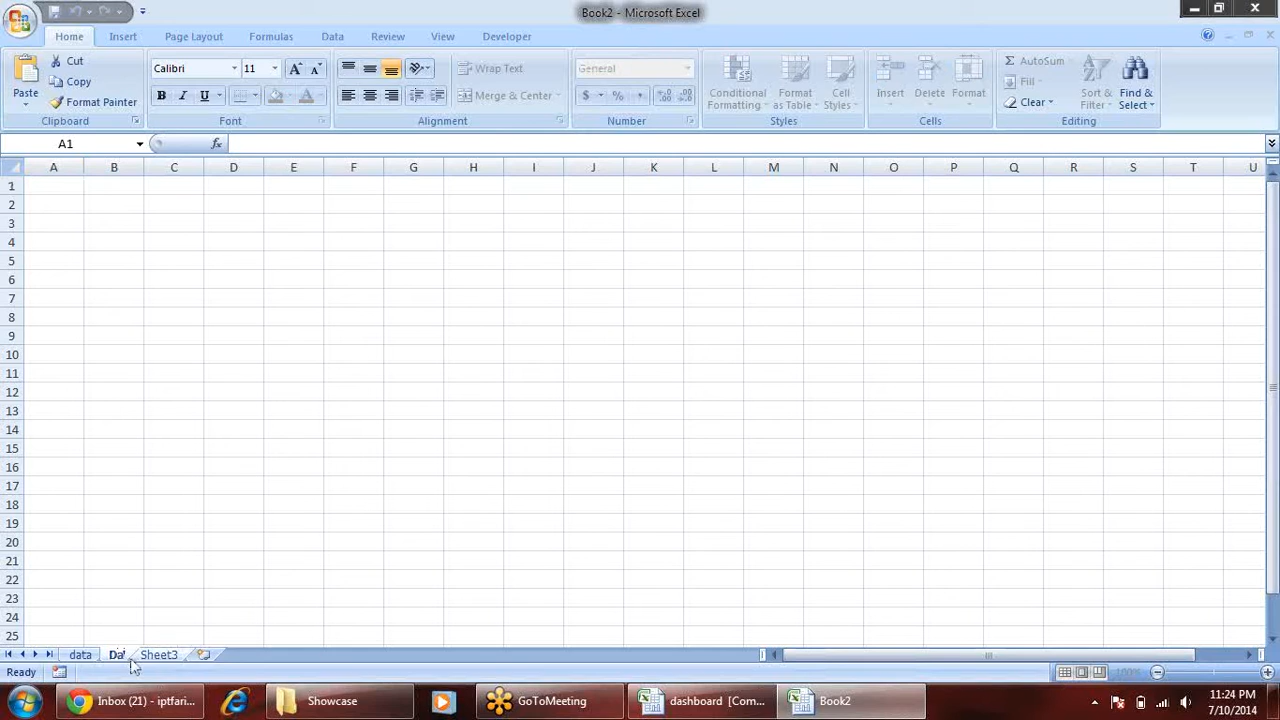 Book2 - Microsoft Excel
Home Insert Page Layout Formulas Data Review View Developer
Paste Cut Copy Format Painter
Calibri 11
B I U
Wrap Text
Merge & Center
General
$ % ,
Conditional Formatting Format as Table Cell Styles
Insert Delete Format
Σ AutoSum Fill Clear
Sort & Filter Find & Select
Clipboard Font Alignment Number Styles Cells Editing
A1 fx
A B C D E F G H I J K L M N O P Q R S T U
1
2
3
4
5
6
7
8
9
10
11
12
13
14
15
16
17
18
19
20
21
22
23
24
25
data Da Sheet3
Ready 100%
Inbox (21) - iptfari... Showcase GoToMeeting dashboard [Com... Book2 11:24 PM
7/10/2014